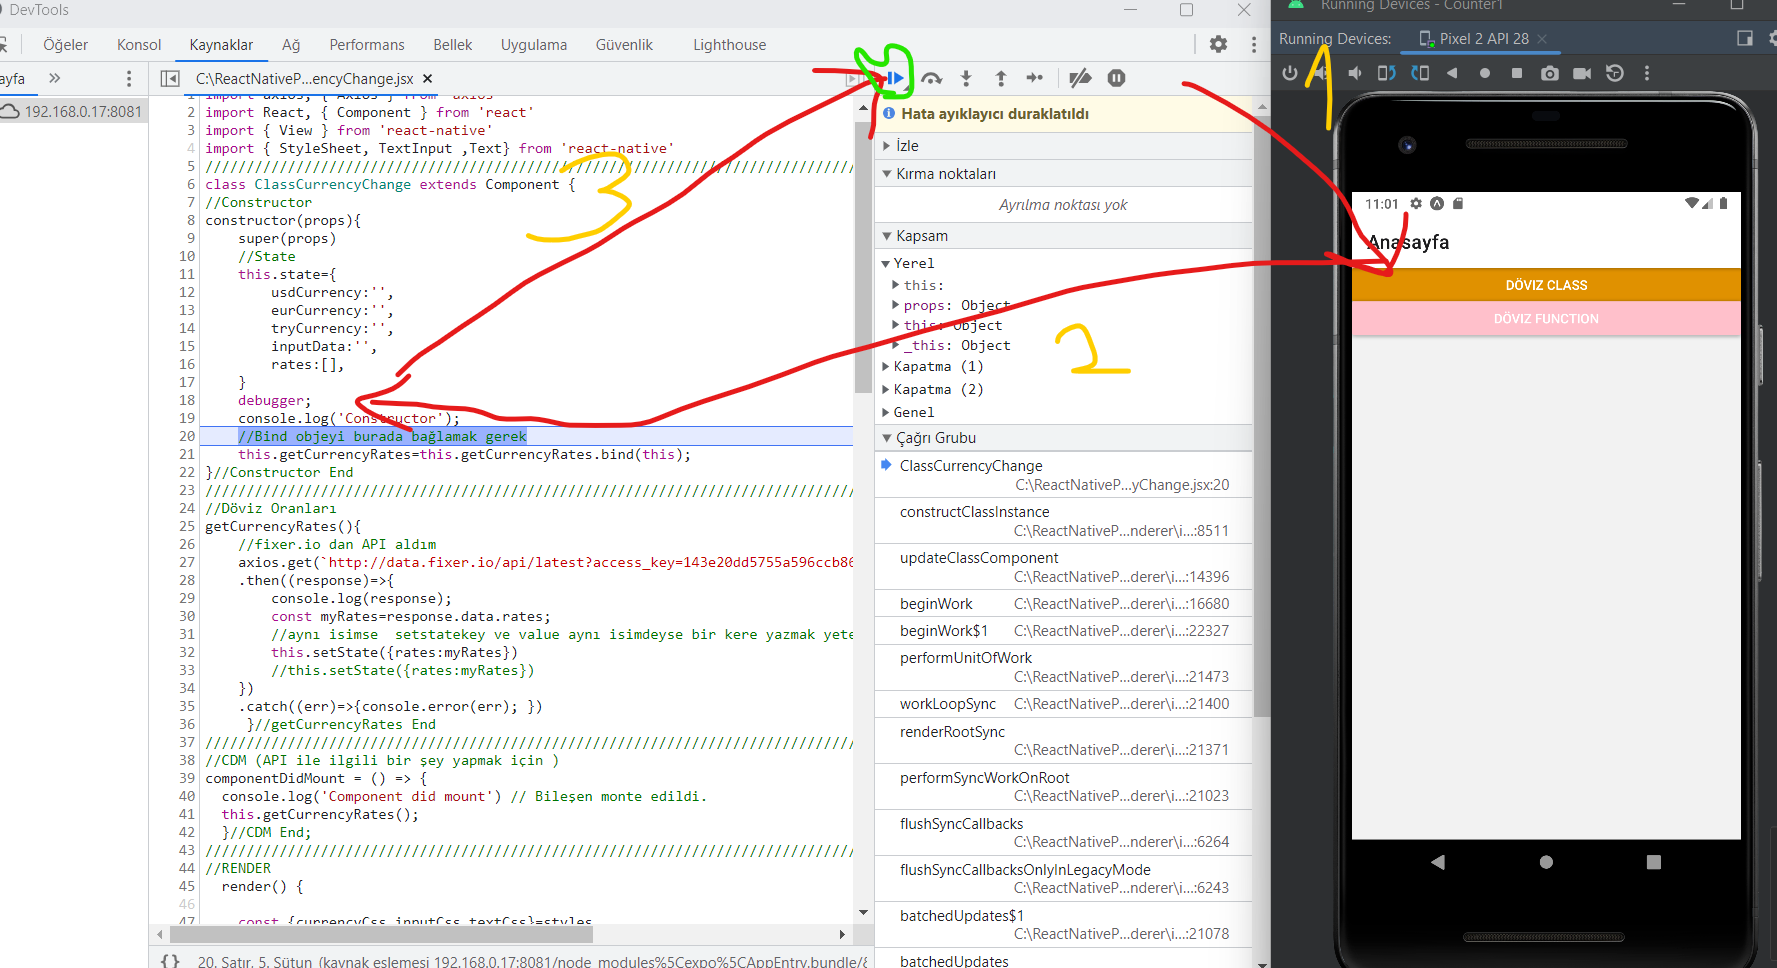 DevTools
Öğeler Konsol Kaynaklar Ağ Performans Bellek Uygulama Güvenlik Lighthouse
ayfa » C:\ReactNativeP...encyChange.jsx ×
192.168.0.17:8081
1 import axios, { Axios } from 'axios'
2 import React, { Component } from 'react'
3 import { View } from 'react-native'
4 import { StyleSheet, TextInput ,Text} from 'react-native'
5 ////////////////////////////////////////////////////////////////////////////////
6 class ClassCurrencyChange extends Component {
7 //Constructor
8 constructor(props){
9 super(props)
10 //State
11 this.state={
12 usdCurrency:'',
13 eurCurrency:'',
14 tryCurrency:'',
15 inputData:'',
16 rates:[],
17 }
18 debugger;
19 console.log('Constructor');
20 //Bind objeyi burada bağlamak gerek
21 this.getCurrencyRates=this.getCurrencyRates.bind(this);
22 }//Constructor End
23 ////////////////////////////////////////////////////////////////////////////////
24 //Döviz Oranları
25 getCurrencyRates(){
26 //fixer.io dan API aldım
27 axios.get(`http://data.fixer.io/api/latest?access_key=143e20dd5755a596ccb86
28 .then((response)=>{
29 console.log(response);
30 const myRates=response.data.rates;
31 //aynı isimse setstatekey ve value aynı isimdeyse bir kere yazmak yete
32 this.setState({rates:myRates})
33 //this.setState({rates:myRates})
34 })
35 .catch((err)=>{console.error(err); })
36 }//getCurrencyRates End
37 ////////////////////////////////////////////////////////////////////////////////
38 //CDM (API ile ilgili bir şey yapmak için )
39 componentDidMount = () => {
40 console.log('Component did mount') // Bileşen monte edildi.
41 this.getCurrencyRates();
42 }//CDM End;
43 ////////////////////////////////////////////////////////////////////////////////
44 //RENDER
45 render() {
46
47 const {currencyCss,inputCss,textCss}=styles
{ } 20. Satır, 5. Sütun (kaynak eşlemesi 192.168.0.17:8081/node_modules%5Cexpo%5CAppEntry.bundle/&
3
Hata ayıklayıcı duraklatıldı
İzle
Kırma noktaları
Ayrılma noktası yok
Kapsam
Yerel
this:
props: Object
this: Object
_this: Object
Kapatma (1)
Kapatma (2)
Genel
2
Çağrı Grubu
ClassCurrencyChange
C:\ReactNativeP...yChange.jsx:20
constructClassInstance
C:\ReactNativeP...nderer\i...:8511
updateClassComponent
C:\ReactNativeP...derer\i...:14396
beginWork C:\ReactNativeP...derer\i...:16680
beginWork$1 C:\ReactNativeP...derer\i...:22327
performUnitOfWork
C:\ReactNativeP...derer\i...:21473
workLoopSync C:\ReactNativeP...derer\i...:21400
renderRootSync
C:\ReactNativeP...derer\i...:21371
performSyncWorkOnRoot
C:\ReactNativeP...derer\i...:21023
flushSyncCallbacks
C:\ReactNativeP...nderer\i...:6264
flushSyncCallbacksOnlyInLegacyMode
C:\ReactNativeP...nderer\i...:6243
batchedUpdates$1
C:\ReactNativeP...derer\i...:21078
batchedUpdates
Running Devices - Counter1
Running Devices: Pixel 2 API 28 ×
1
11:01
Anasayfa
DÖVIZ CLASS
DÖVIZ FUNCTION